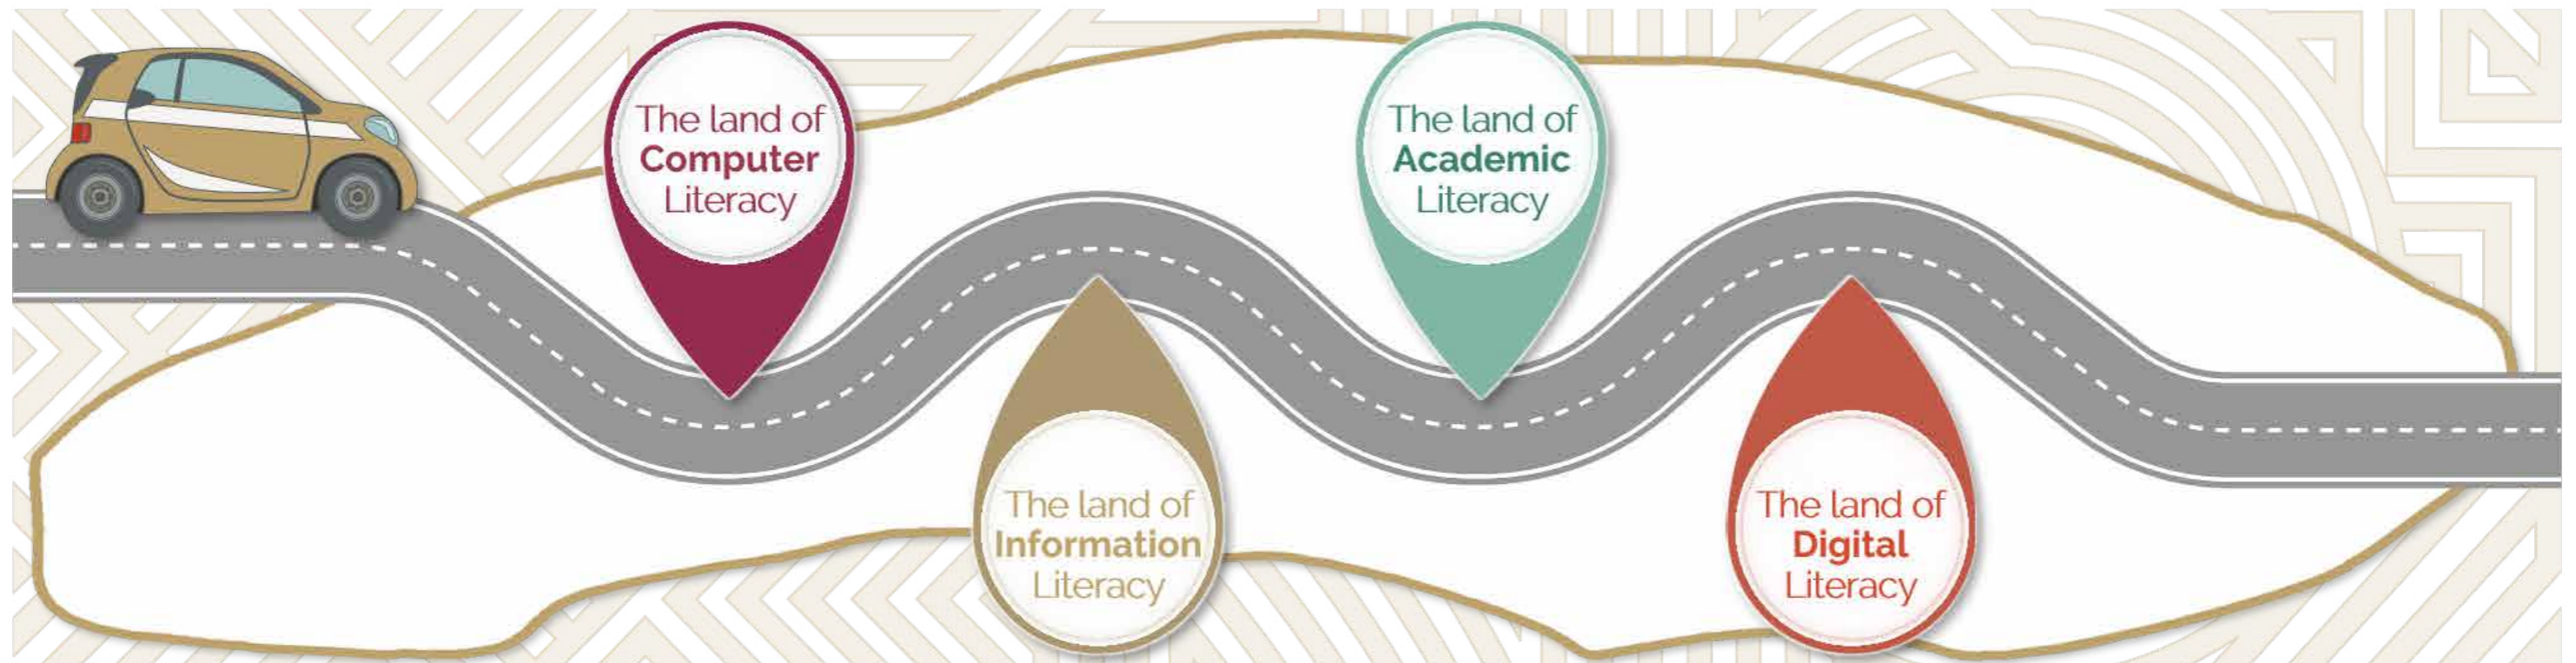 The land of
Computer
Literacy
The land of
Information
Literacy
The land of
Academic
Literacy
The land of
Digital
Literacy